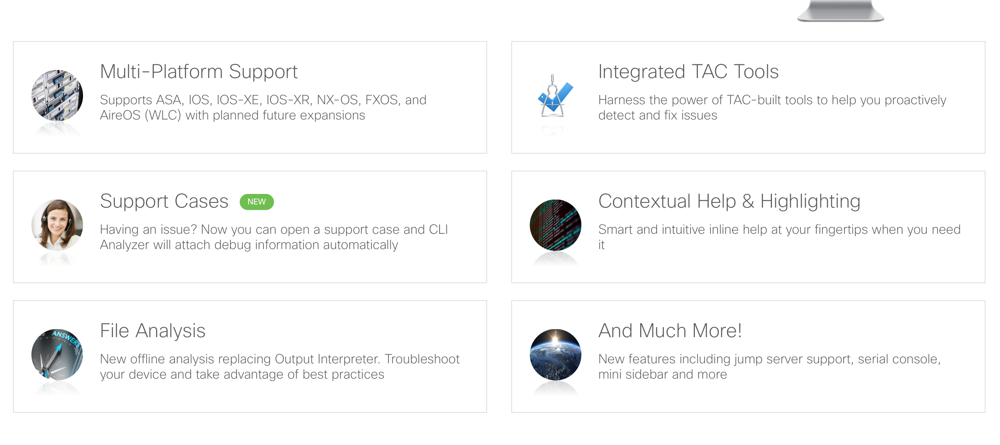 Multi-Platform Support
Supports ASA, IOS, IOS-XE, IOS-XR, NX-OS, FXOS, and
AireOS (WLC) with planned future expansions
Integrated TAC Tools
Harness the power of TAC-built tools to help you proactively
detect and fix issues
Support Cases NEW
Having an issue? Now you can open a support case and CLI
Analyzer will attach debug information automatically
Contextual Help & Highlighting
Smart and intuitive inline help at your fingertips when you need
it
ANSWERS
File Analysis
New offline analysis replacing Output Interpreter. Troubleshoot
your device and take advantage of best practices
And Much More!
New features including jump server support, serial console,
mini sidebar and more